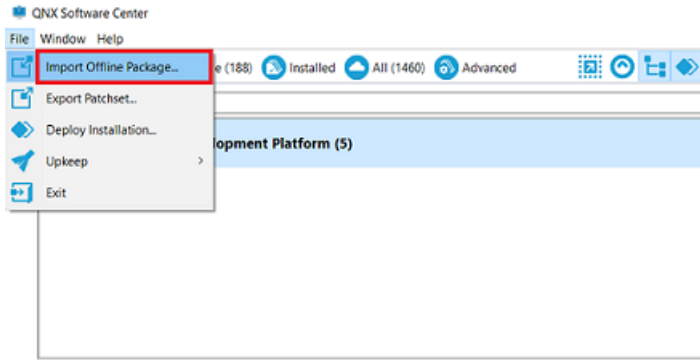 QNX Software Center
File Window Help
Import Offline Package... e (188) Installed All (1460) Advanced
Export Patchset...
Deploy Installation...
lopment Platform (5)
Upkeep
Exit